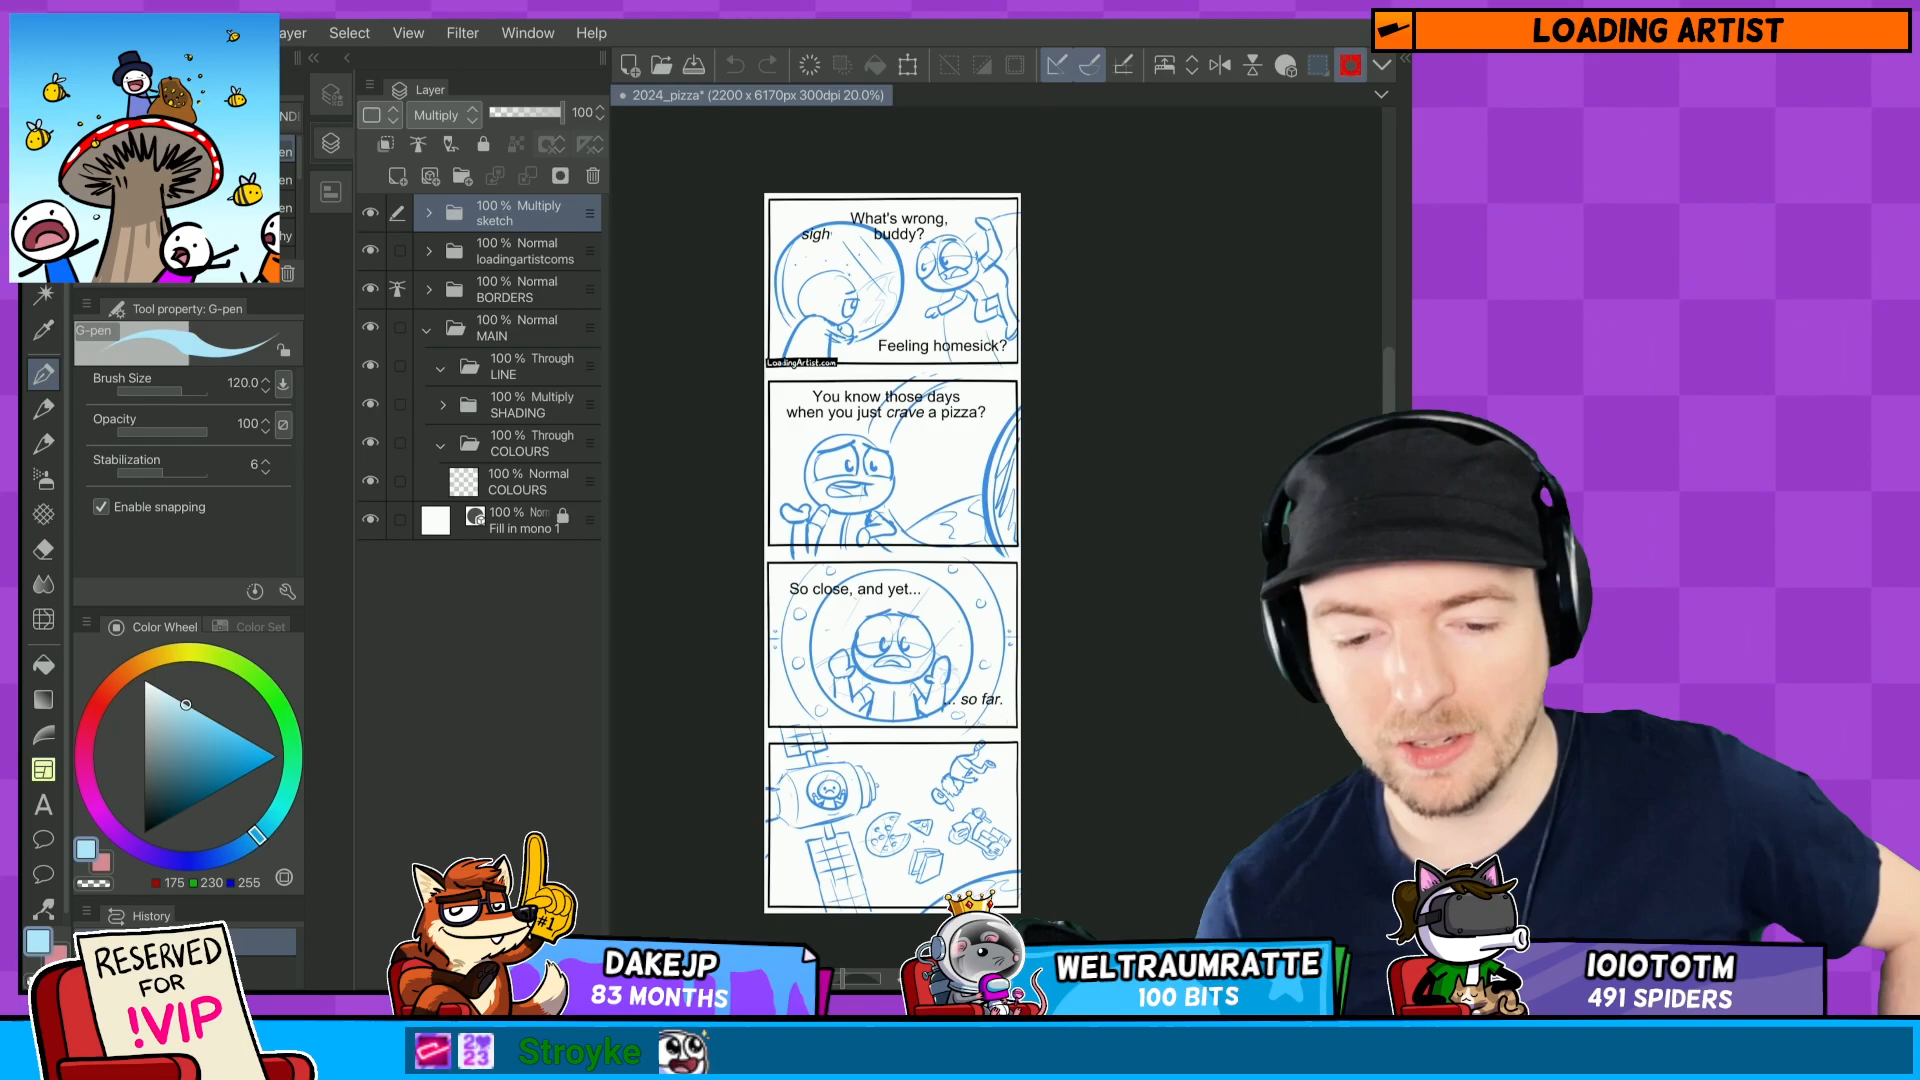 LOADING ARTIST
ayer Select View Filter Window Help
Layer
Multiply 100
2024_pizza* (2200 x 6170px 300dpi 20.0%)
100 % Multiply
sketch
100 % Normal
loadingartistcoms
100 % Normal
BORDERS
100 % Normal
MAIN
100 % Through
LINE
100 % Multiply
SHADING
100 % Through
COLOURS
100 % Normal
COLOURS
100 % Norm
Fill in mono 1
Tool property: G-pen
G-pen
Brush Size 120.0
Opacity 100
Stabilization 6
Enable snapping
Color Wheel Color Set
175 230 255
History
What's wrong,
buddy?
sigh
Feeling homesick?
LoadingArtist.com
You know those days
when you just crave a pizza?
So close, and yet...
... so far.
RESERVED
FOR
!VIP
#1
DAKEJP
83 MONTHS
WELTRAUMRATTE
100 BITS
IOIOTOTM
491 SPIDERS
2♥
23
Stroyke